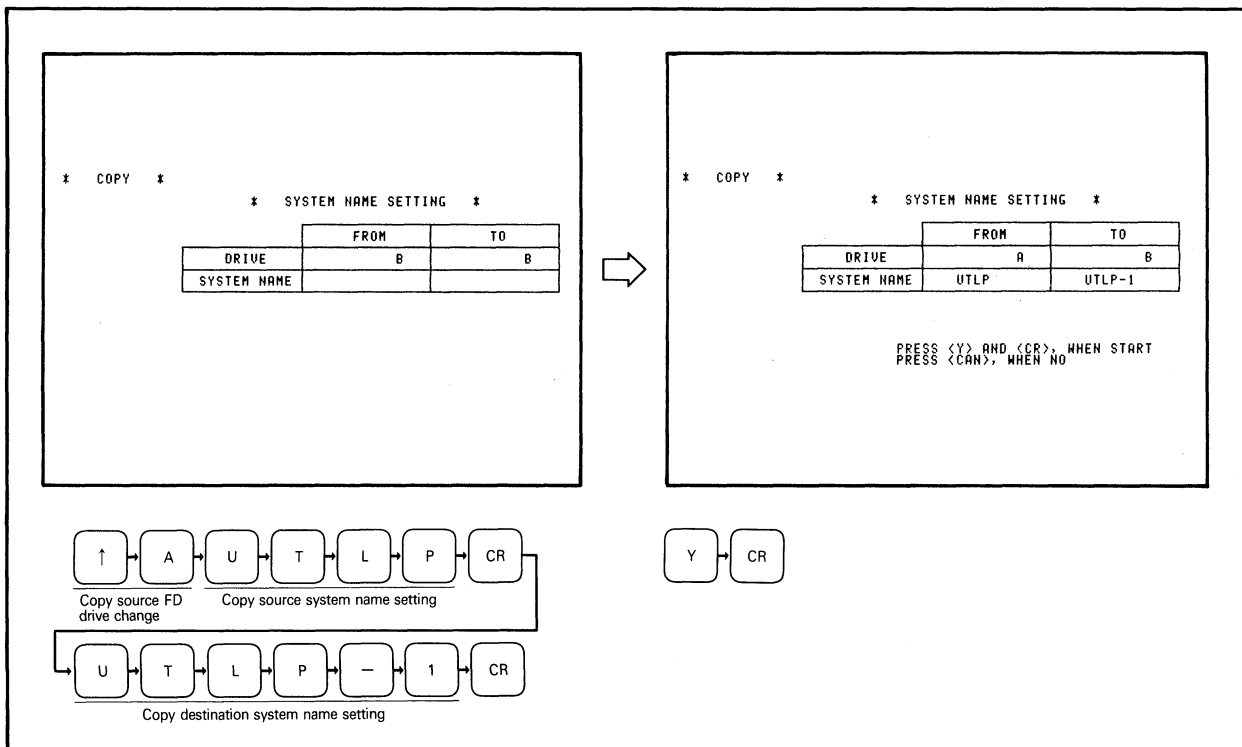 * COPY *
* SYSTEM NAME SETTING *
FROM TO
DRIVE B B
SYSTEM NAME
* COPY *
* SYSTEM NAME SETTING *
FROM TO
DRIVE A B
SYSTEM NAME UTLP UTLP-1
PRESS <Y> AND <CR>, WHEN START
PRESS <CAN>, WHEN NO
↑ A U T L P CR
Copy source FD
drive change
Copy source system name setting
U T L P – 1 CR
Copy destination system name setting
Y CR